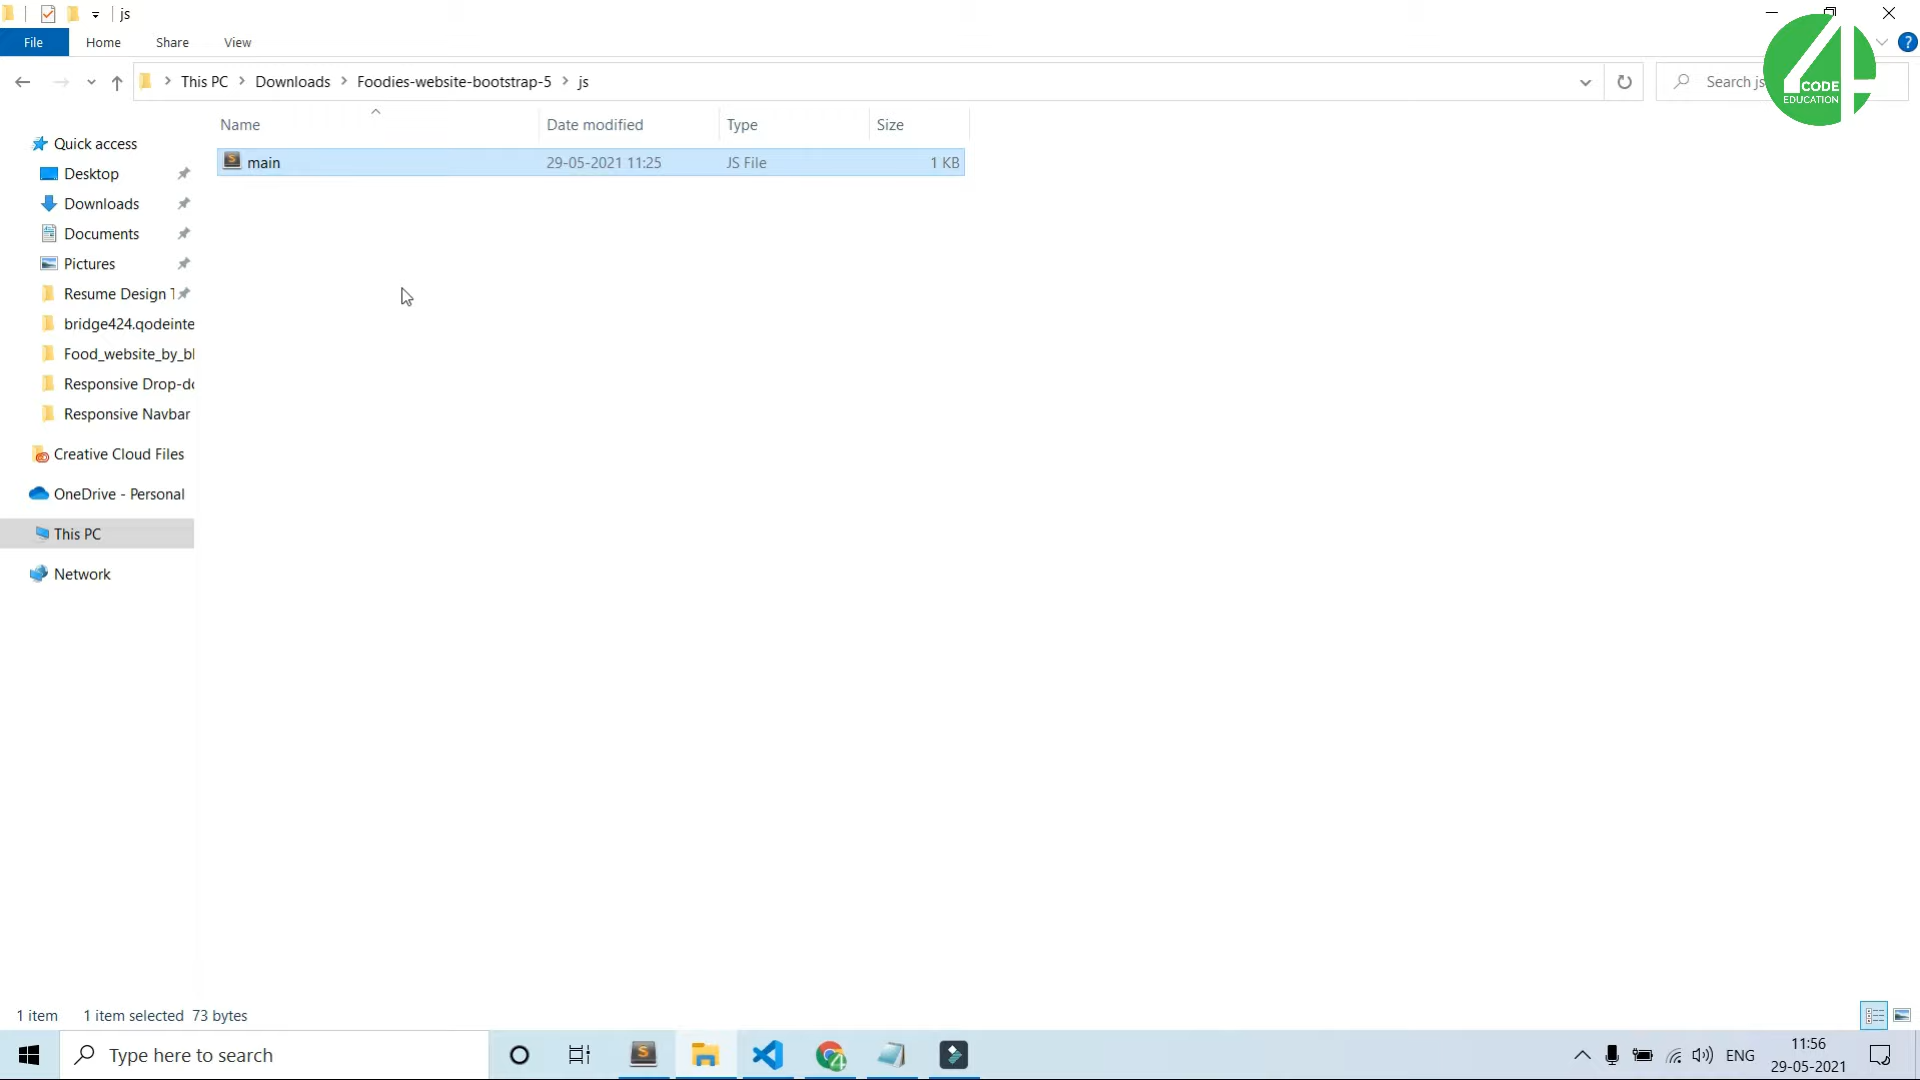 js
File Home Share View
This PC Downloads Foodies-website-bootstrap-5 js
Search js
CODE
EDUCATION
Name Date modified Type Size
main 29-05-2021 11:25 JS File 1 KB
Quick access
Desktop
Downloads
Documents
Pictures
Resume Design T
bridge424.qodeinte
Food_website_by_bl
Responsive Drop-do
Responsive Navbar
Creative Cloud Files
OneDrive - Personal
This PC
Network
1 item 1 item selected 73 bytes
Type here to search
ENG
11:56
29-05-2021